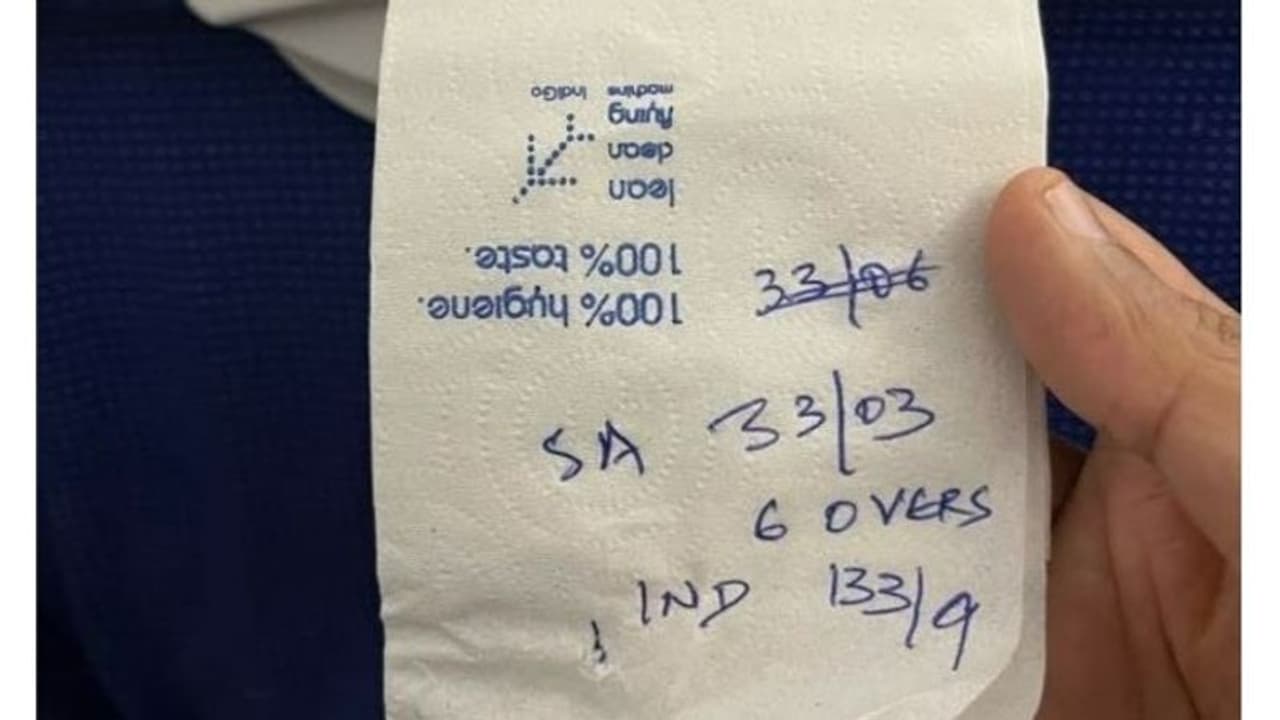 100% hygiene.
100% taste.
lean
clean
flying
machine IndiGo
33/06
SA 33/03
6 OVERS
IND 133/9